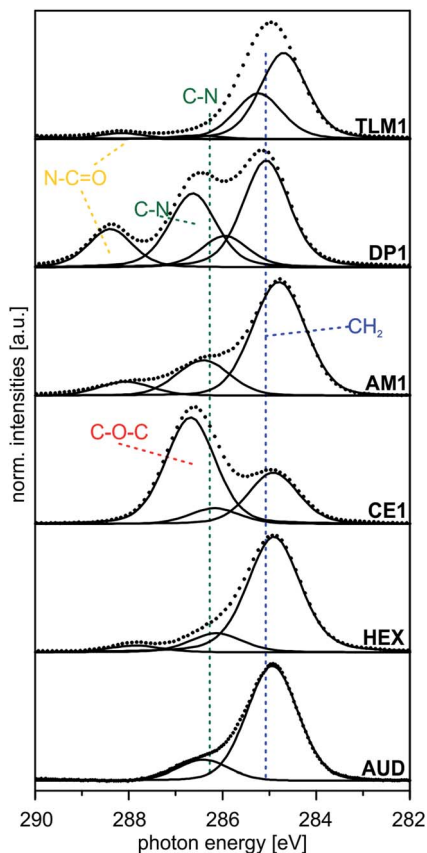 C-N
TLM1
N-C=O
C-N
DP1
CH₂
AM1
C-O-C
CE1
HEX
AUD
norm. intensities [a.u.]
290 288 286 284 282
photon energy [eV]